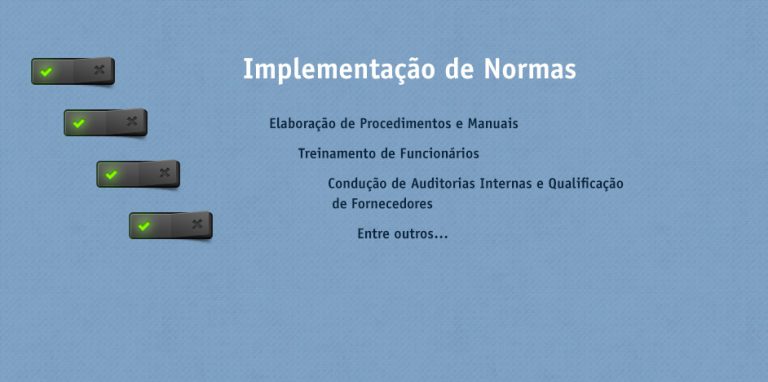 Implementação de Normas
Elaboração de Procedimentos e Manuais
Treinamento de Funcionários
Condução de Auditorias Internas e Qualificação
de Fornecedores
Entre outros...